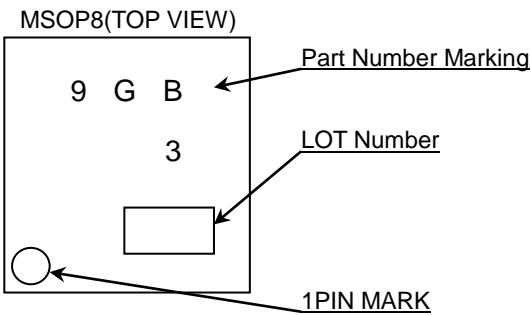 MSOP8(TOP VIEW)
Part Number Marking
9 G B
LOT Number
3
1PIN MARK